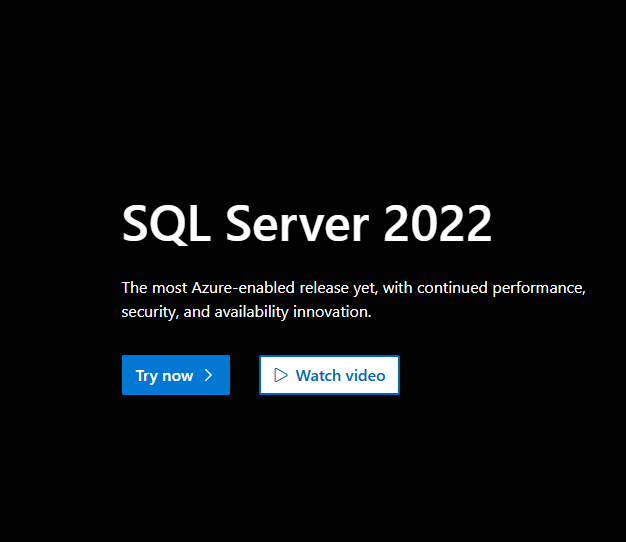 SQL Server 2022
The most Azure-enabled release yet, with continued performance,
security, and availability innovation.
Try now
Watch video